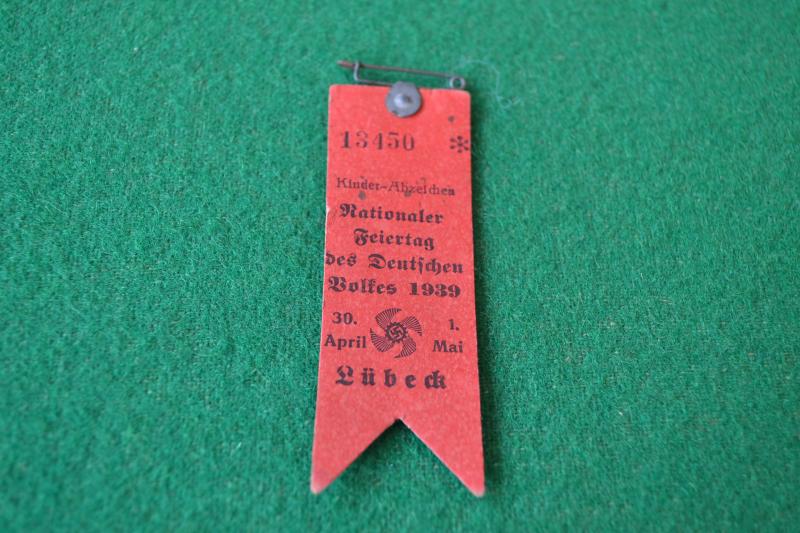 13450 *
Kinder-Abzeichen
Nationaler
Feiertag
des Deutschen
Volkes 1939
30. 1.
April Mai
Lübeck